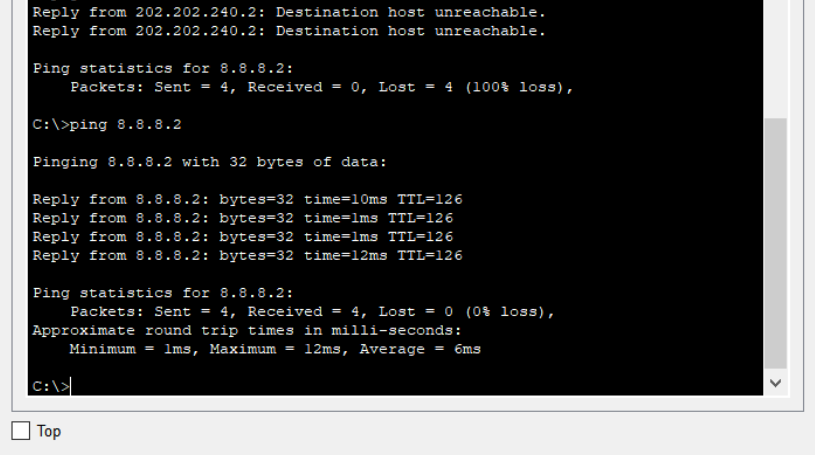 Reply from 202.202.240.2: Destination host unreachable.
Reply from 202.202.240.2: Destination host unreachable.
Ping statistics for 8.8.8.2:
    Packets: Sent = 4, Received = 0, Lost = 4 (100% loss),
C:\>ping 8.8.8.2
Pinging 8.8.8.2 with 32 bytes of data:
Reply from 8.8.8.2: bytes=32 time=10ms TTL=126
Reply from 8.8.8.2: bytes=32 time=1ms TTL=126
Reply from 8.8.8.2: bytes=32 time=1ms TTL=126
Reply from 8.8.8.2: bytes=32 time=12ms TTL=126
Ping statistics for 8.8.8.2:
    Packets: Sent = 4, Received = 4, Lost = 0 (0% loss),
Approximate round trip times in milli-seconds:
    Minimum = 1ms, Maximum = 12ms, Average = 6ms
C:\>
Top